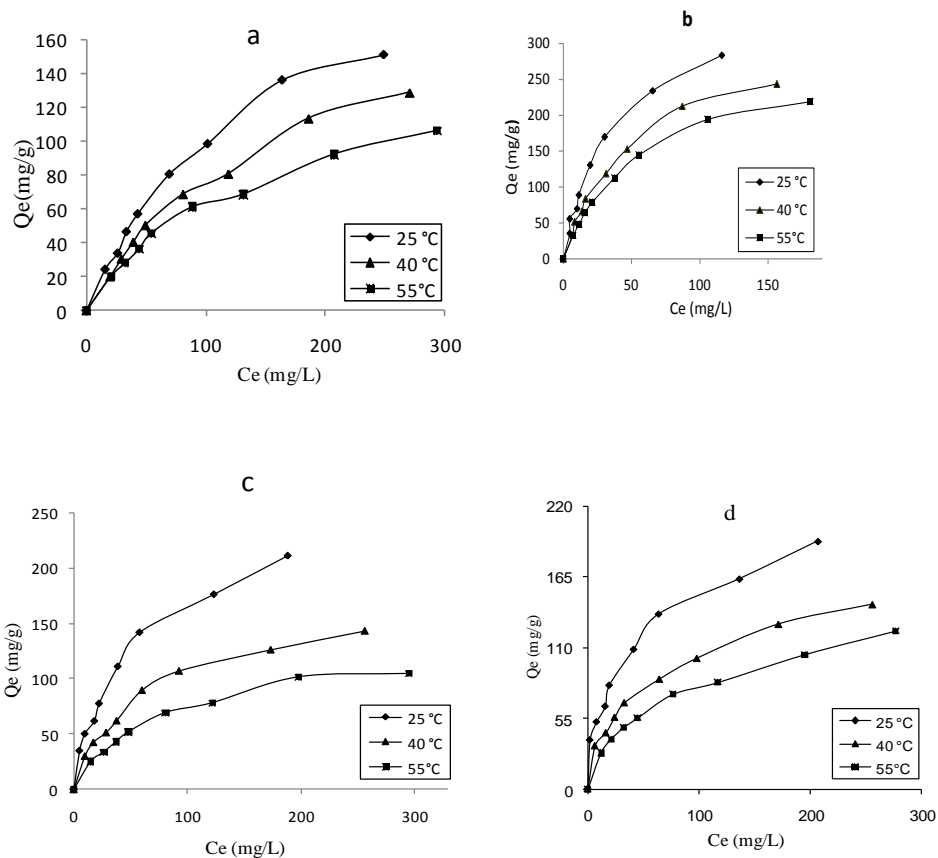 a
160
140
120
100
80
60
40
20
0
Qe(mg/g)
25 °C
40 °C
55°C
0 100 200 300
Ce (mg/L)
b
300
250
200
150
100
50
0
Qe (mg/g)
25 °C
40 °C
55°C
0 50 100 150
Ce (mg/L)
c
250
200
150
100
50
0
Qe (mg/g)
25 °C
40 °C
55°C
0 100 200 300
Ce (mg/L)
d
220
165
110
55
0
Qe (mg/g)
25 °C
40 °C
55°C
0 100 200 300
Ce (mg/L)